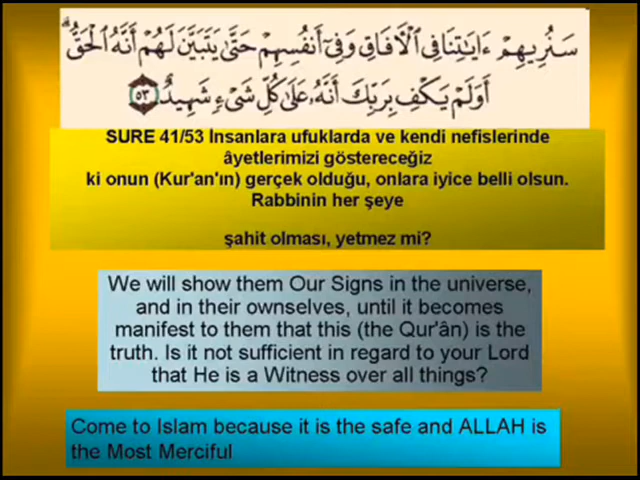 سَنُرِيهِمْ ءَايَٰتِنَا فِى ٱلْءَافَاقِ وَفِىٓ أَنفُسِهِمْ حَتَّىٰ يَتَبَيَّنَ لَهُمْ أَنَّهُ ٱلْحَقُّ ۗ
أَوَلَمْ يَكْفِ بِرَبِّكَ أَنَّهُۥ عَلَىٰ كُلِّ شَىْءٍ شَهِيدٌ ٥٣
SURE 41/53 İnsanlara ufuklarda ve kendi nefislerinde
âyetlerimizi göstereceğiz
ki onun (Kur'an'ın) gerçek olduğu, onlara iyice belli olsun.
Rabbinin her şeye
şahit olması, yetmez mi?
We will show them Our Signs in the universe,
and in their ownselves, until it becomes
manifest to them that this (the Qur'ân) is the
truth. Is it not sufficient in regard to your Lord
that He is a Witness over all things?
Come to Islam because it is the safe and ALLAH is
the Most Merciful